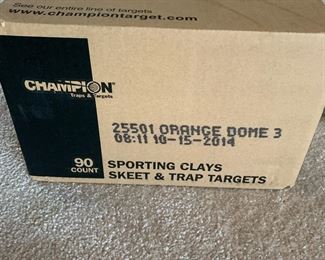 See our entire line of targets
www.championtarget.com
CHAMPION
Traps & Targets
25501 ORANGE DOME 3
08:11 10-15-2014
90
COUNT
SPORTING CLAYS
SKEET & TRAP TARGETS